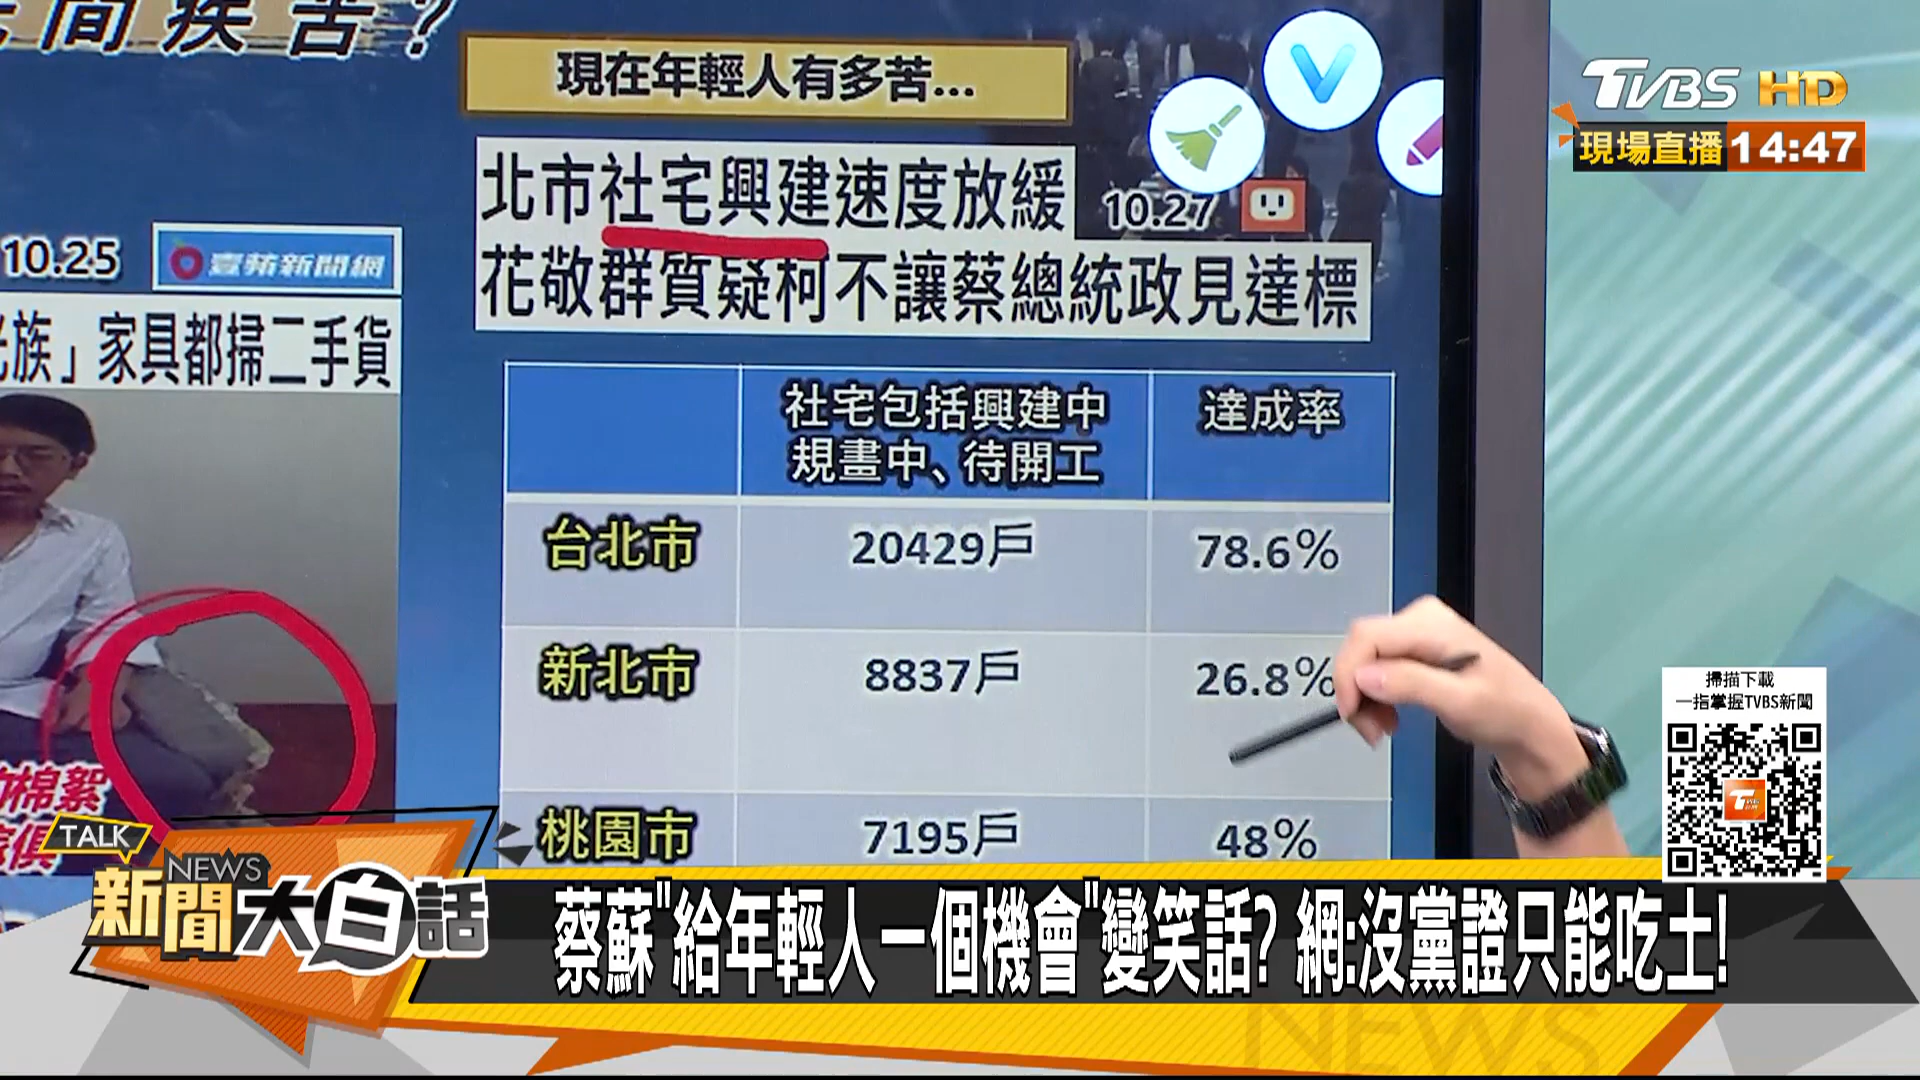 間疾苦?
現在年輕人有多苦...
TVBS HD
現場直播 14:47
北市社宅興建速度放緩
10.27
花敬群質疑柯不讓蔡總統政見達標
10.25 壹蘋新聞網
族」家具都掃二手貨
社宅包括興建中 達成率
規畫中、待開工
台北市 20429戶 78.6%
新北市 8837戶 26.8%
桃園市 7195戶 48%
棉絮
傢俱
掃描下載
一指掌握TVBS新聞
TVBS
TALK
NEWS
新聞大白話
蔡蘇"給年輕人一個機會"變笑話? 網:沒黨證只能吃土!
NEWS